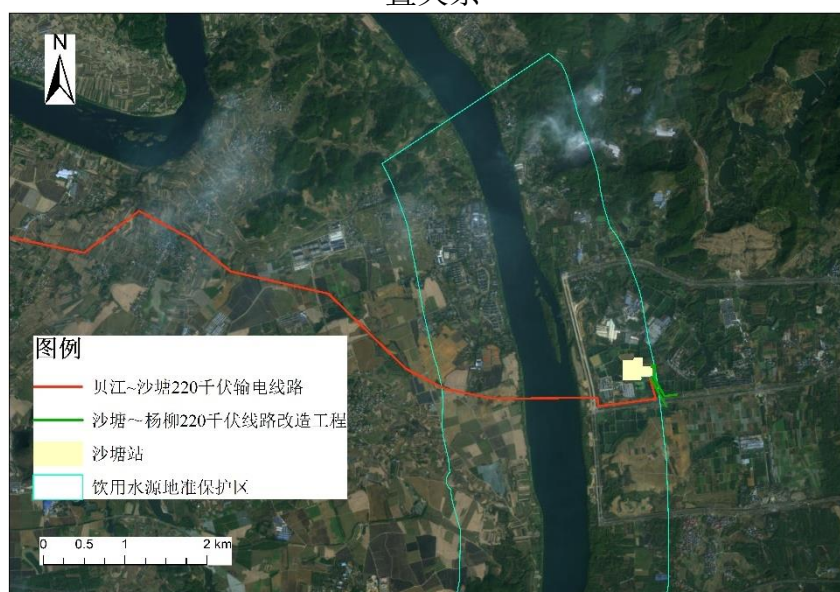 置关系
N
图例
贝江~沙塘220千伏输电线路
沙塘～杨柳220千伏线路改造工程
沙塘站
饮用水源地准保护区
0 0.5 1 2 km